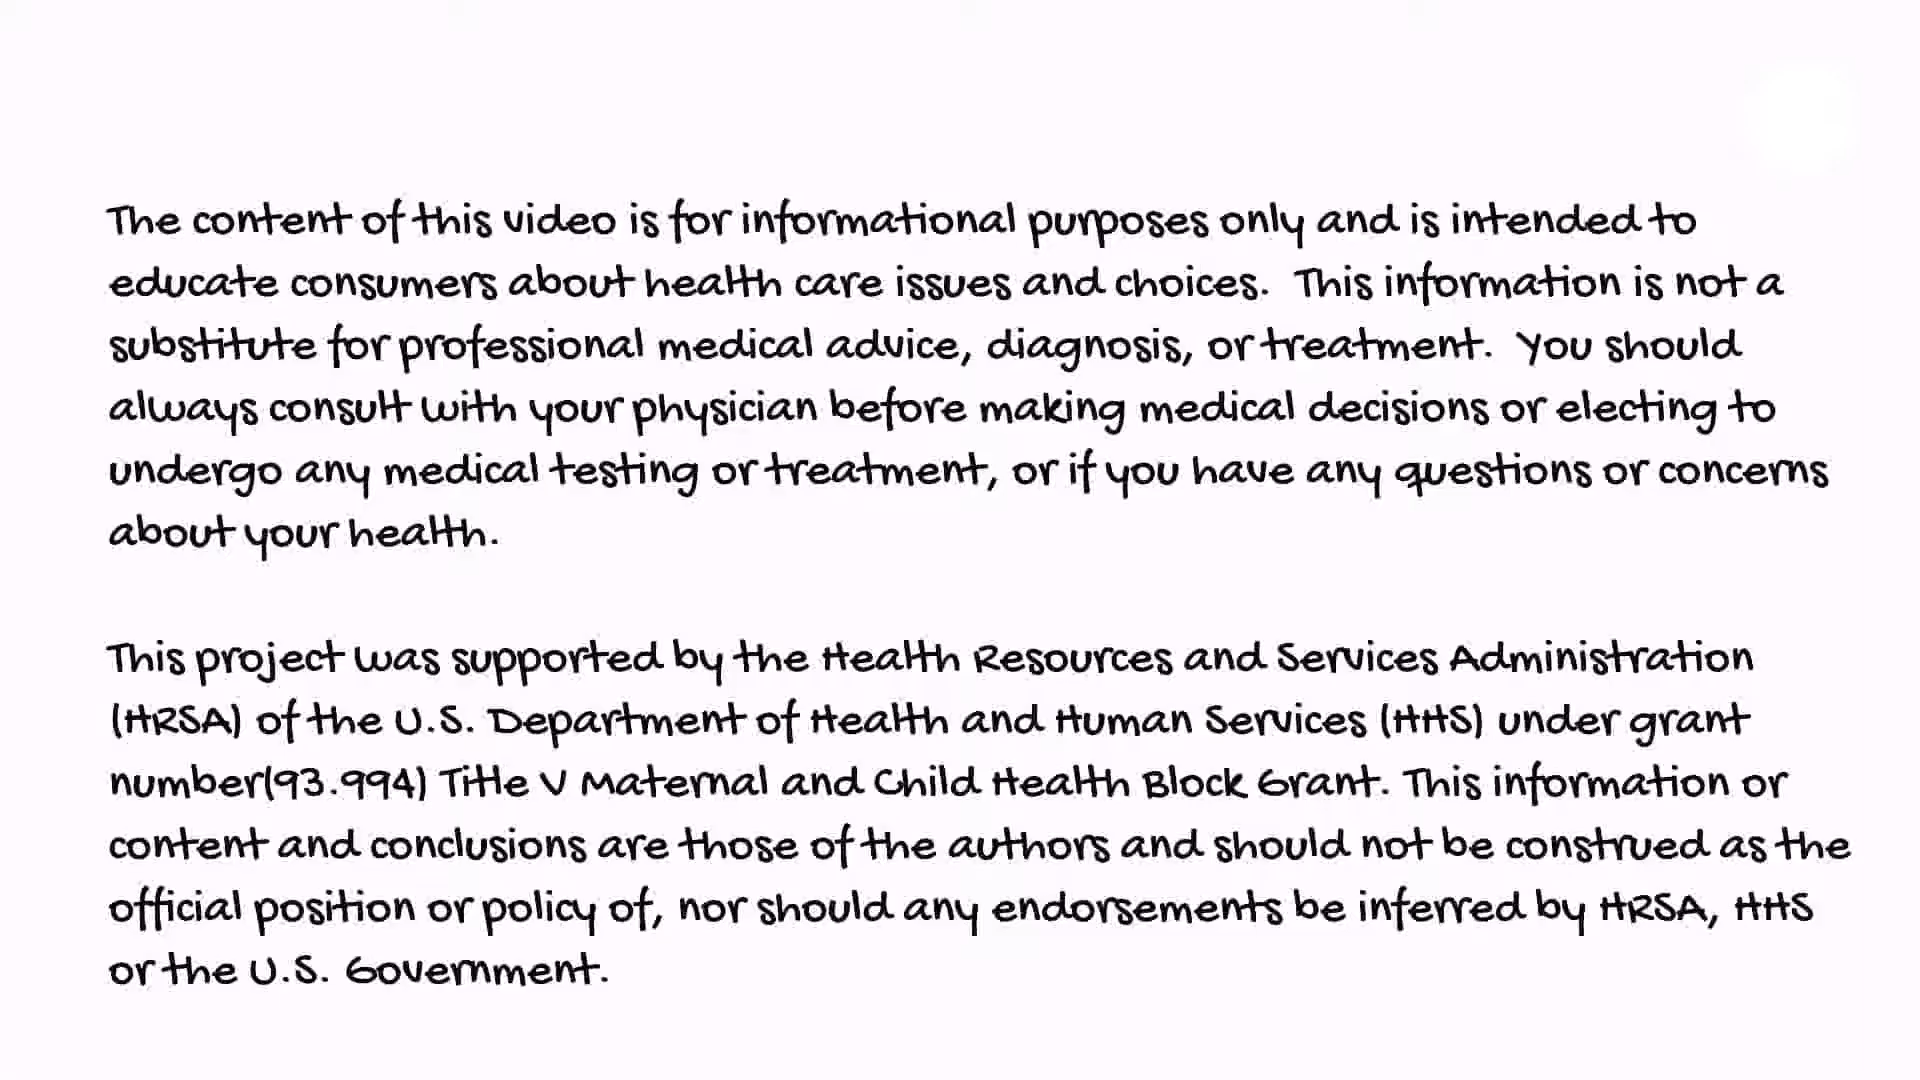 The content of this video is for informational purposes only and is intended to
educate consumers about health care issues and choices.  This information is not a
substitute for professional medical advice, diagnosis, or treatment.  You should
always consult with your physician before making medical decisions or electing to
undergo any medical testing or treatment, or if you have any questions or concerns
about your health.

This project was supported by the Health Resources and Services Administration
(HRSA) of the U.S. Department of Health and Human Services (HHS) under grant
number(93.994) Title V Maternal and Child Health Block Grant. This information or
content and conclusions are those of the authors and should not be construed as the
official position or policy of, nor should any endorsements be inferred by HRSA, HHS
or the U.S. Government.